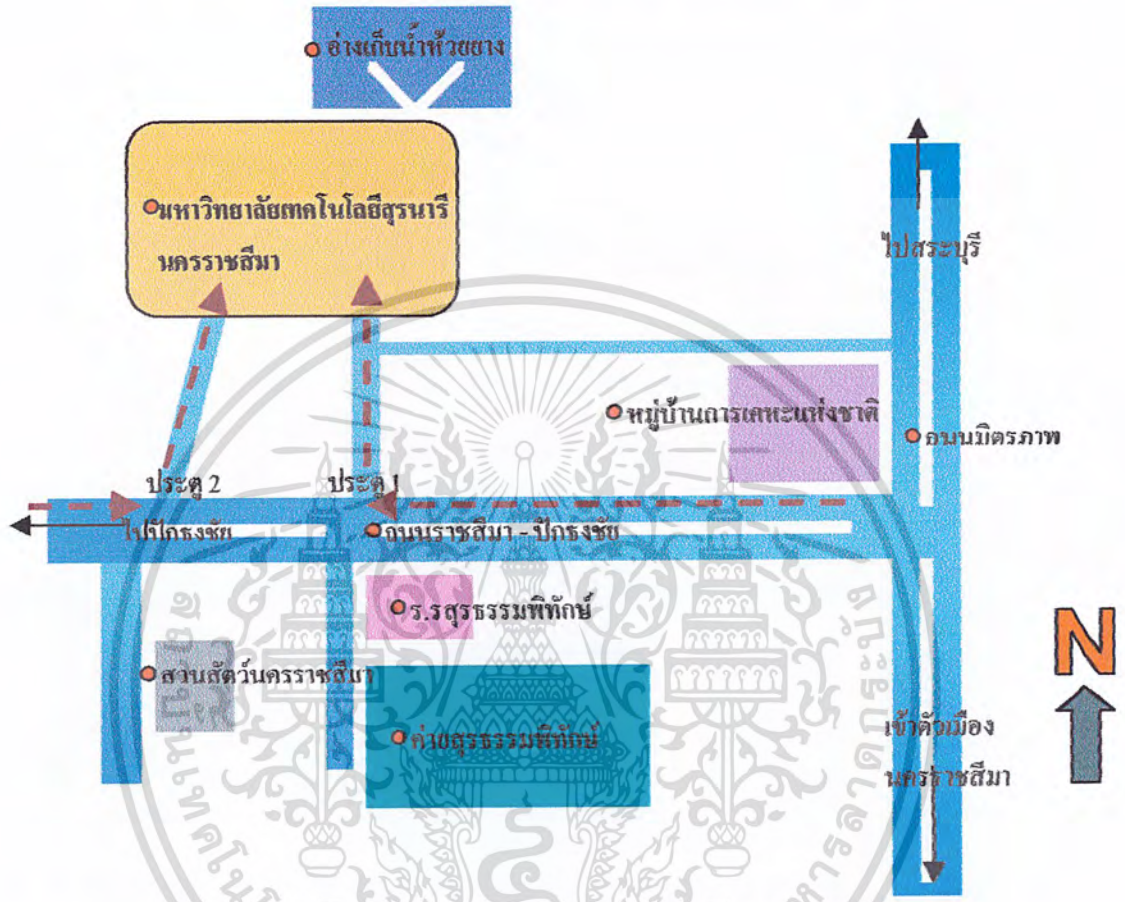 อ่างเก็บน้ำห้วยยาง
มหาวิทยาลัยเทคโนโลยีสุรนารี
นครราชสีมา
ไปสระบุรี
หมู่บ้านการเคหะแห่งชาติ
ถนนมิตรภาพ
ประตู 2
ประตู 1
ไปปักธงชัย
ถนนราชสีมา - ปักธงชัย
ร.รสุรธรรมพิทักษ์
สวนสัตว์นครราชสีมา
ค่ายสุรธรรมพิทักษ์
เข้าตัวเมือง
นครราชสีมา
N